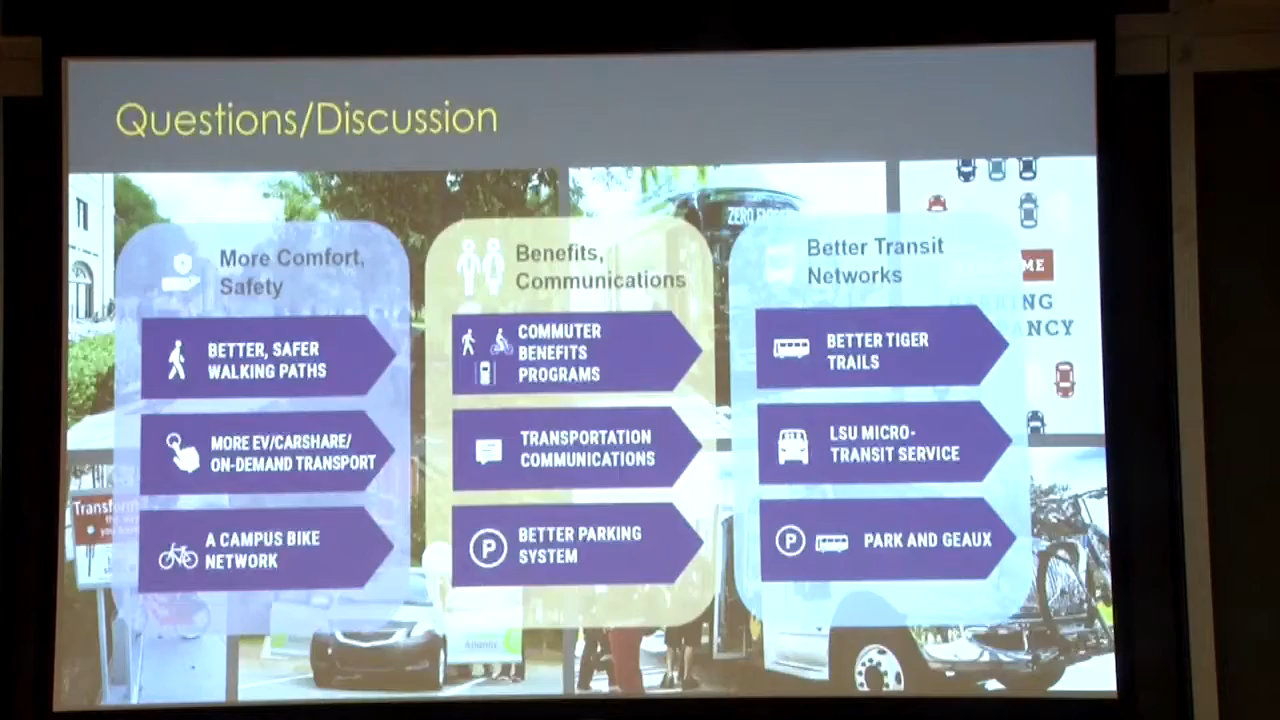 Questions/Discussion
More Comfort,
Safety
BETTER, SAFER
WALKING PATHS
MORE EV/CARSHARE/
ON-DEMAND TRANSPORT
A CAMPUS BIKE
NETWORK
Benefits,
Communications
COMMUTER
BENEFITS
PROGRAMS
TRANSPORTATION
COMMUNICATIONS
P
BETTER PARKING
SYSTEM
Better Transit
Networks
BETTER TIGER
TRAILS
LSU MICRO-
TRANSIT SERVICE
P
PARK AND GEAUX
ZERO
ME
ANCY
Transform